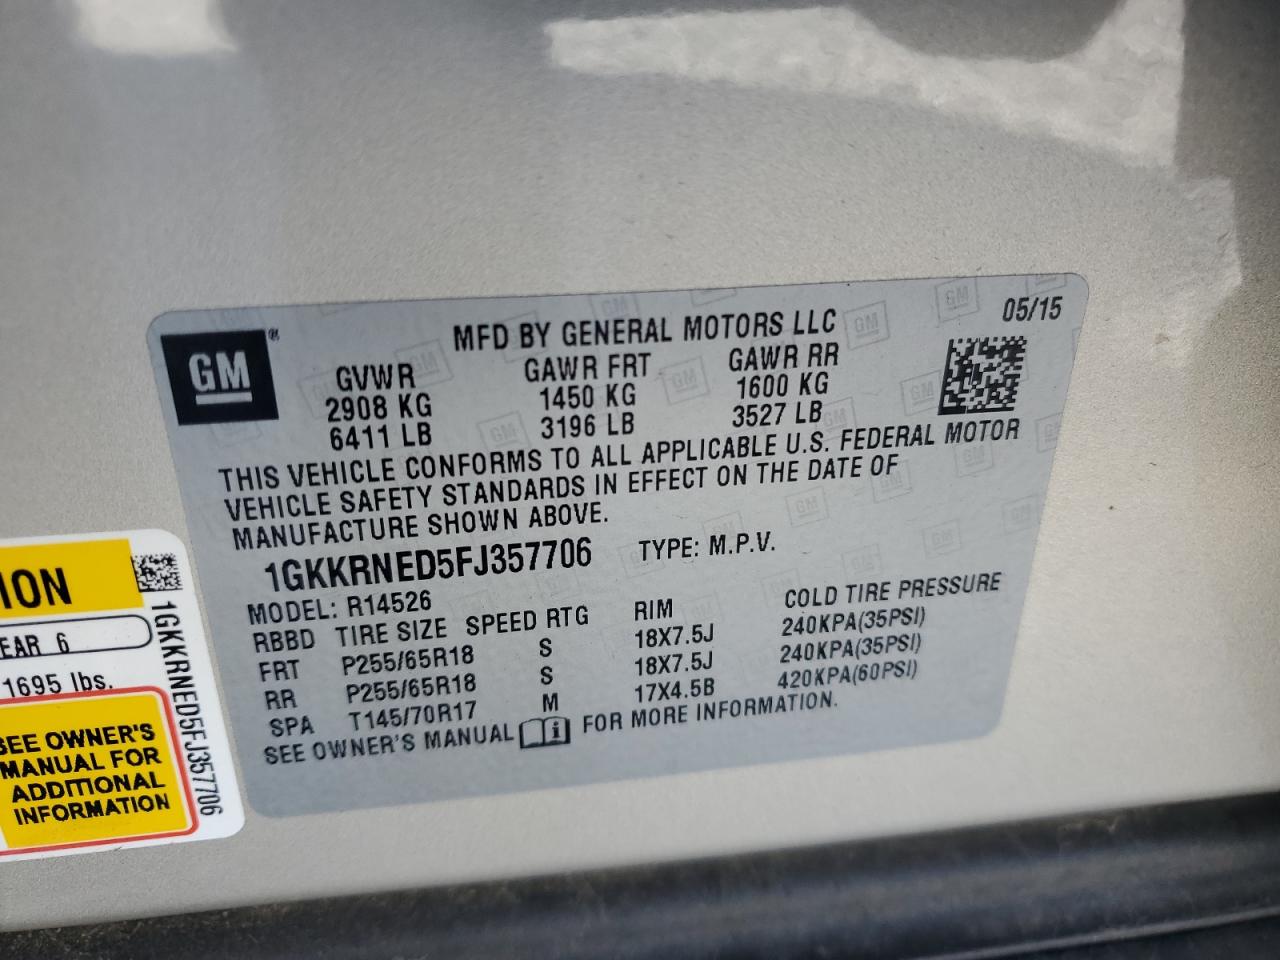 GM ®
MFD BY GENERAL MOTORS LLC
05/15
GVWR GAWR FRT GAWR RR
2908 KG 1450 KG 1600 KG
6411 LB 3196 LB 3527 LB
THIS VEHICLE CONFORMS TO ALL APPLICABLE U.S. FEDERAL MOTOR
VEHICLE SAFETY STANDARDS IN EFFECT ON THE DATE OF
MANUFACTURE SHOWN ABOVE.
1GKKRNED5FJ357706 TYPE: M.P.V.
MODEL: R14526
RBBD TIRE SIZE SPEED RTG RIM COLD TIRE PRESSURE
FRT P255/65R18 S 18X7.5J 240KPA(35PSI)
RR P255/65R18 S 18X7.5J 240KPA(35PSI)
SPA T145/70R17 M 17X4.5B 420KPA(60PSI)
SEE OWNER'S MANUAL i FOR MORE INFORMATION.
ION
EAR 6
1695 lbs.
SEE OWNER'S
MANUAL FOR
ADDITIONAL
INFORMATION
1GKKRNED5FJ357706